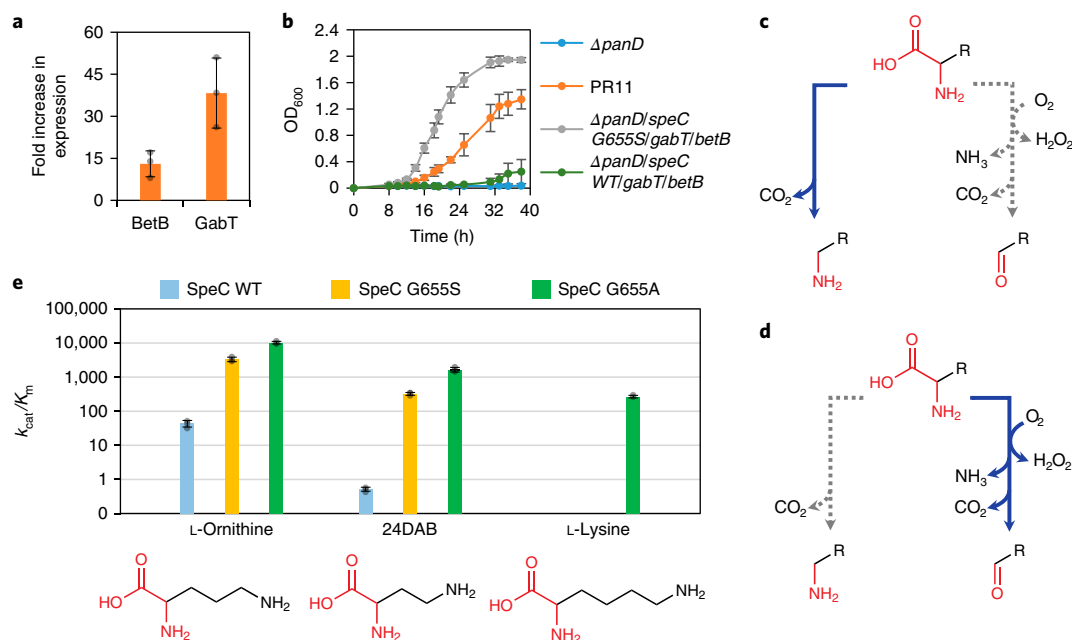 a
Fold increase in
expression
60
45
30
15
0
BetB
GabT
b
OD600
2.4
2
1.6
1.2
0.8
0.4
0
0
8
16
24
32
40
Time (h)
ΔpanD
PR11
ΔpanD/speC
G655S/gabT/betB
ΔpanD/speC
WT/gabT/betB
c
O
HO
R
NH2
O2
H2O2
NH3
CO2
CO2
R
NH2
R
O
e
SpeC WT
SpeC G655S
SpeC G655A
kcat/Km
100,000
10,000
1,000
100
10
1
0
L-Ornithine
24DAB
L-Lysine
O
HO
NH2
NH2
O
HO
NH2
NH2
O
HO
NH2
NH2
d
O
HO
R
NH2
O2
H2O2
NH3
CO2
CO2
R
NH2
R
O